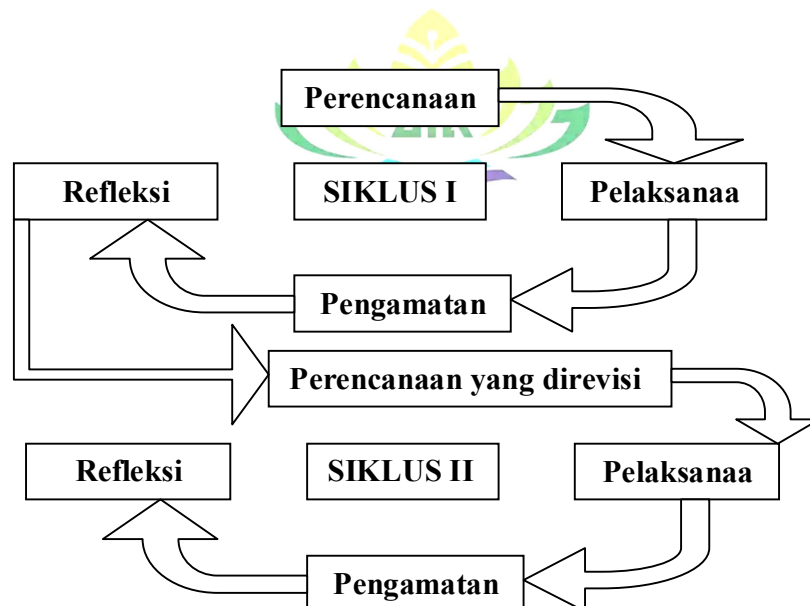 Perencanaan
Refleksi
SIKLUS I
Pelaksanaa
Pengamatan
Perencanaan yang direvisi
Refleksi
SIKLUS II
Pelaksanaa
Pengamatan